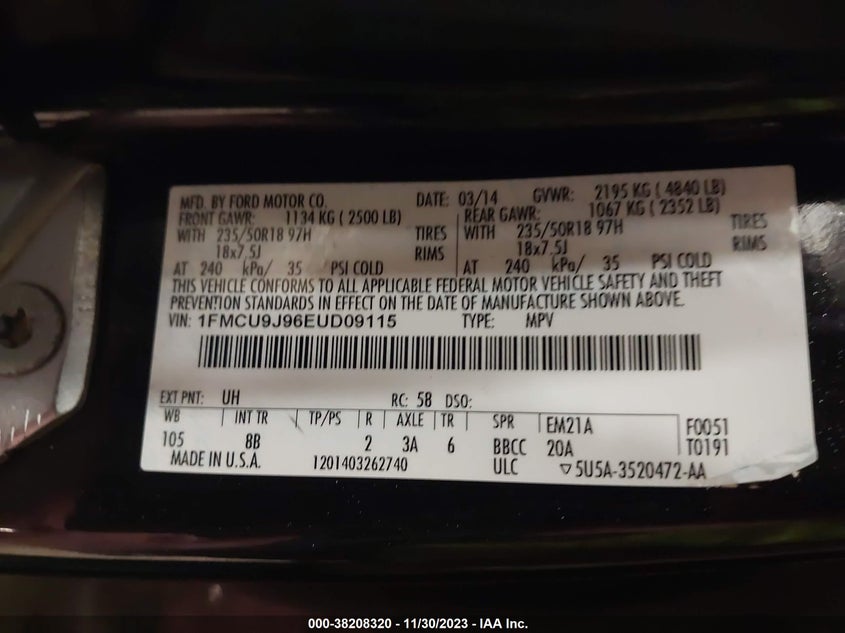 MFD. BY FORD MOTOR CO. DATE: 03/14 GVWR: 2195 KG ( 4840 LB)
FRONT GAWR: 1134 KG ( 2500 LB) REAR GAWR: 1067 KG ( 2352 LB)
WITH 235/50R18 97H TIRES WITH 235/50R18 97H TIRES
18x7.5J RIMS 18x7.5J RIMS
AT 240 kPa/ 35 PSI COLD AT 240 kPa/ 35 PSI COLD
THIS VEHICLE CONFORMS TO ALL APPLICABLE FEDERAL MOTOR VEHICLE SAFETY AND THEFT
PREVENTION STANDARDS IN EFFECT ON THE DATE OF MANUFACTURE SHOWN ABOVE.
VIN: 1FMCU9J96EUD09115 TYPE: MPV
EXT PNT: UH RC: 58 DSO:
WB INT TR TP/PS R AXLE TR SPR EM21A F0051
105 8B 2 3A 6 BBCC 20A T0191
MADE IN U.S.A. 1201403262740 ULC ▽5U5A-3520472-AA
000-38208320 - 11/30/2023 - IAA Inc.